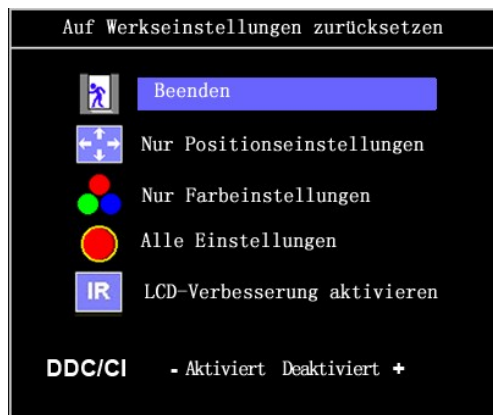 Auf Werkseinstellungen zurücksetzen
Beenden
Nur Positionseinstellungen
Nur Farbeinstellungen
Alle Einstellungen
IR LCD-Verbesserung aktivieren
DDC/CI - Aktiviert Deaktiviert +